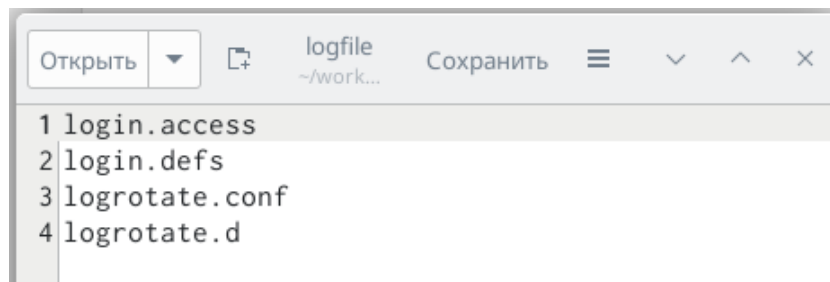 Открыть
logfile
~/work...
Сохранить
1 login.access
2 login.defs
3 logrotate.conf
4 logrotate.d